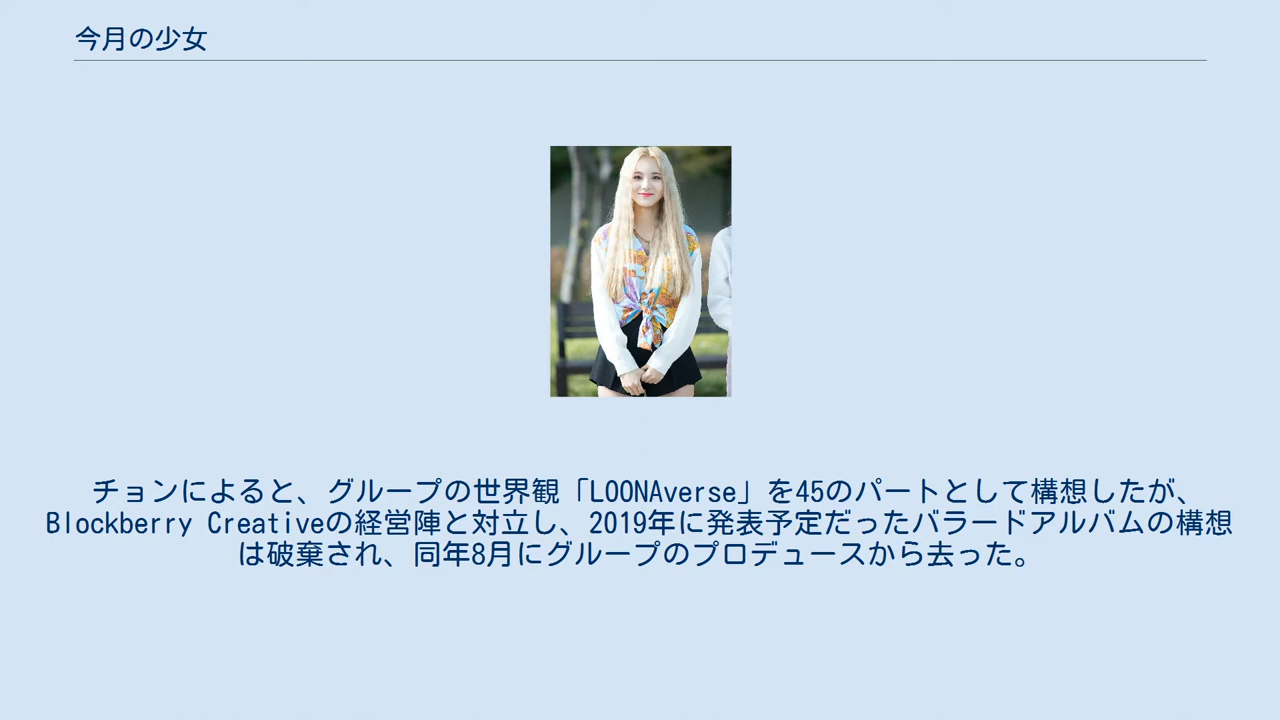 今月の少女
チョンによると、グループの世界観「LOONAverse」を45のパートとして構想したが、
Blockberry Creativeの経営陣と対立し、2019年に発表予定だったバラードアルバムの構想
は破棄され、同年8月にグループのプロデュースから去った。